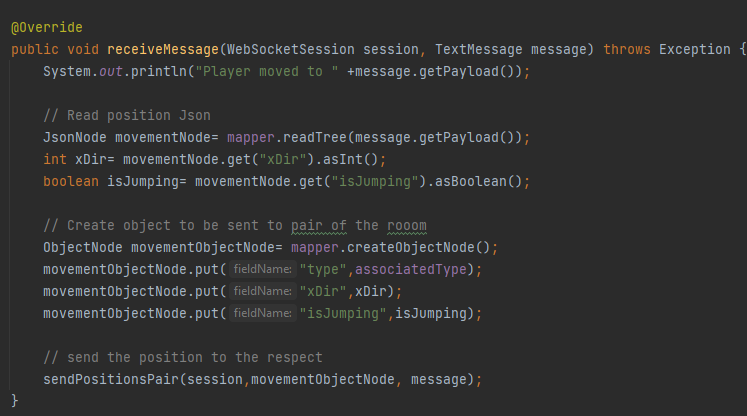 @Override
public void receiveMessage(WebSocketSession session, TextMessage message) throws Exception {
System.out.println("Player moved to " +message.getPayload());
// Read position Json
JsonNode movementNode= mapper.readTree(message.getPayload());
int xDir= movementNode.get("xDir").asInt();
boolean isJumping= movementNode.get("isJumping").asBoolean();
// Create object to be sent to pair of the rooom
ObjectNode movementObjectNode= mapper.createObjectNode();
movementObjectNode.put( fieldName: "type",associatedType);
movementObjectNode.put( fieldName: "xDir",xDir);
movementObjectNode.put( fieldName: "isJumping",isJumping);
// send the position to the respect
sendPositionsPair(session,movementObjectNode, message);
}